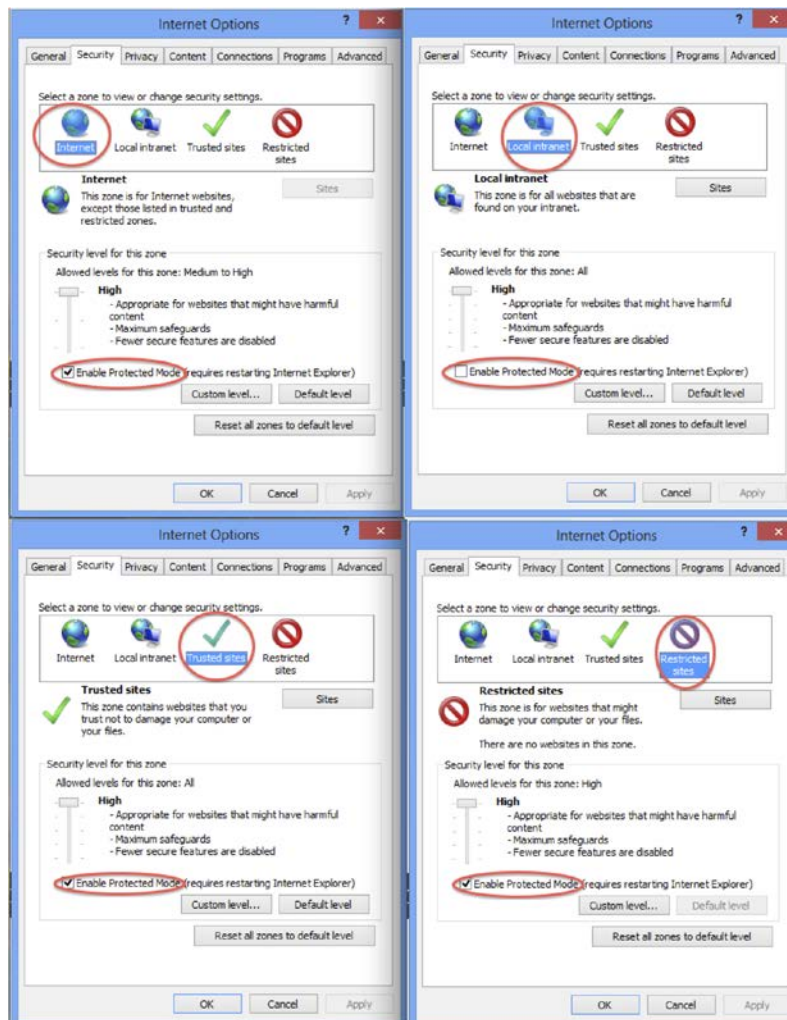 Internet Options
?
×
General
Security
Privacy
Content
Connections
Programs
Advanced
Select a zone to view or change security settings.
Internet
Local intranet
Trusted sites
Restricted
sites
Internet
This zone is for Internet websites,
except those listed in trusted and
restricted zones.
Sites
Security level for this zone
Allowed levels for this zone: Medium to High
High
- Appropriate for websites that might have harmful
content
- Maximum safeguards
- Fewer secure features are disabled
Enable Protected Mode (requires restarting Internet Explorer)
Custom level...
Default level
Reset all zones to default level
OK
Cancel
Apply
Internet Options
?
×
General
Security
Privacy
Content
Connections
Programs
Advanced
Select a zone to view or change security settings.
Internet
Local intranet
Trusted sites
Restricted
sites
Local intranet
This zone is for all websites that are
found on your intranet.
Sites
Security level for this zone
Allowed levels for this zone: All
High
- Appropriate for websites that might have harmful
content
- Maximum safeguards
- Fewer secure features are disabled
Enable Protected Mode (requires restarting Internet Explorer)
Custom level...
Default level
Reset all zones to default level
OK
Cancel
Apply
Internet Options
?
×
General
Security
Privacy
Content
Connections
Programs
Advanced
Select a zone to view or change security settings.
Internet
Local intranet
Trusted sites
Restricted
sites
Trusted sites
This zone contains websites that you
trust not to damage your computer or
your files.
Sites
Security level for this zone
Allowed levels for this zone: All
High
- Appropriate for websites that might have harmful
content
- Maximum safeguards
- Fewer secure features are disabled
Enable Protected Mode (requires restarting Internet Explorer)
Custom level...
Default level
Reset all zones to default level
OK
Cancel
Apply
Internet Options
?
×
General
Security
Privacy
Content
Connections
Programs
Advanced
Select a zone to view or change security settings.
Internet
Local intranet
Trusted sites
Restricted
sites
Restricted sites
This zone is for websites that might
damage your computer or your files.
There are no websites in this zone.
Sites
Security level for this zone
Allowed levels for this zone: High
High
- Appropriate for websites that might have harmful
content
- Maximum safeguards
- Fewer secure features are disabled
Enable Protected Mode (requires restarting Internet Explorer)
Custom level...
Default level
Reset all zones to default level
OK
Cancel
Apply